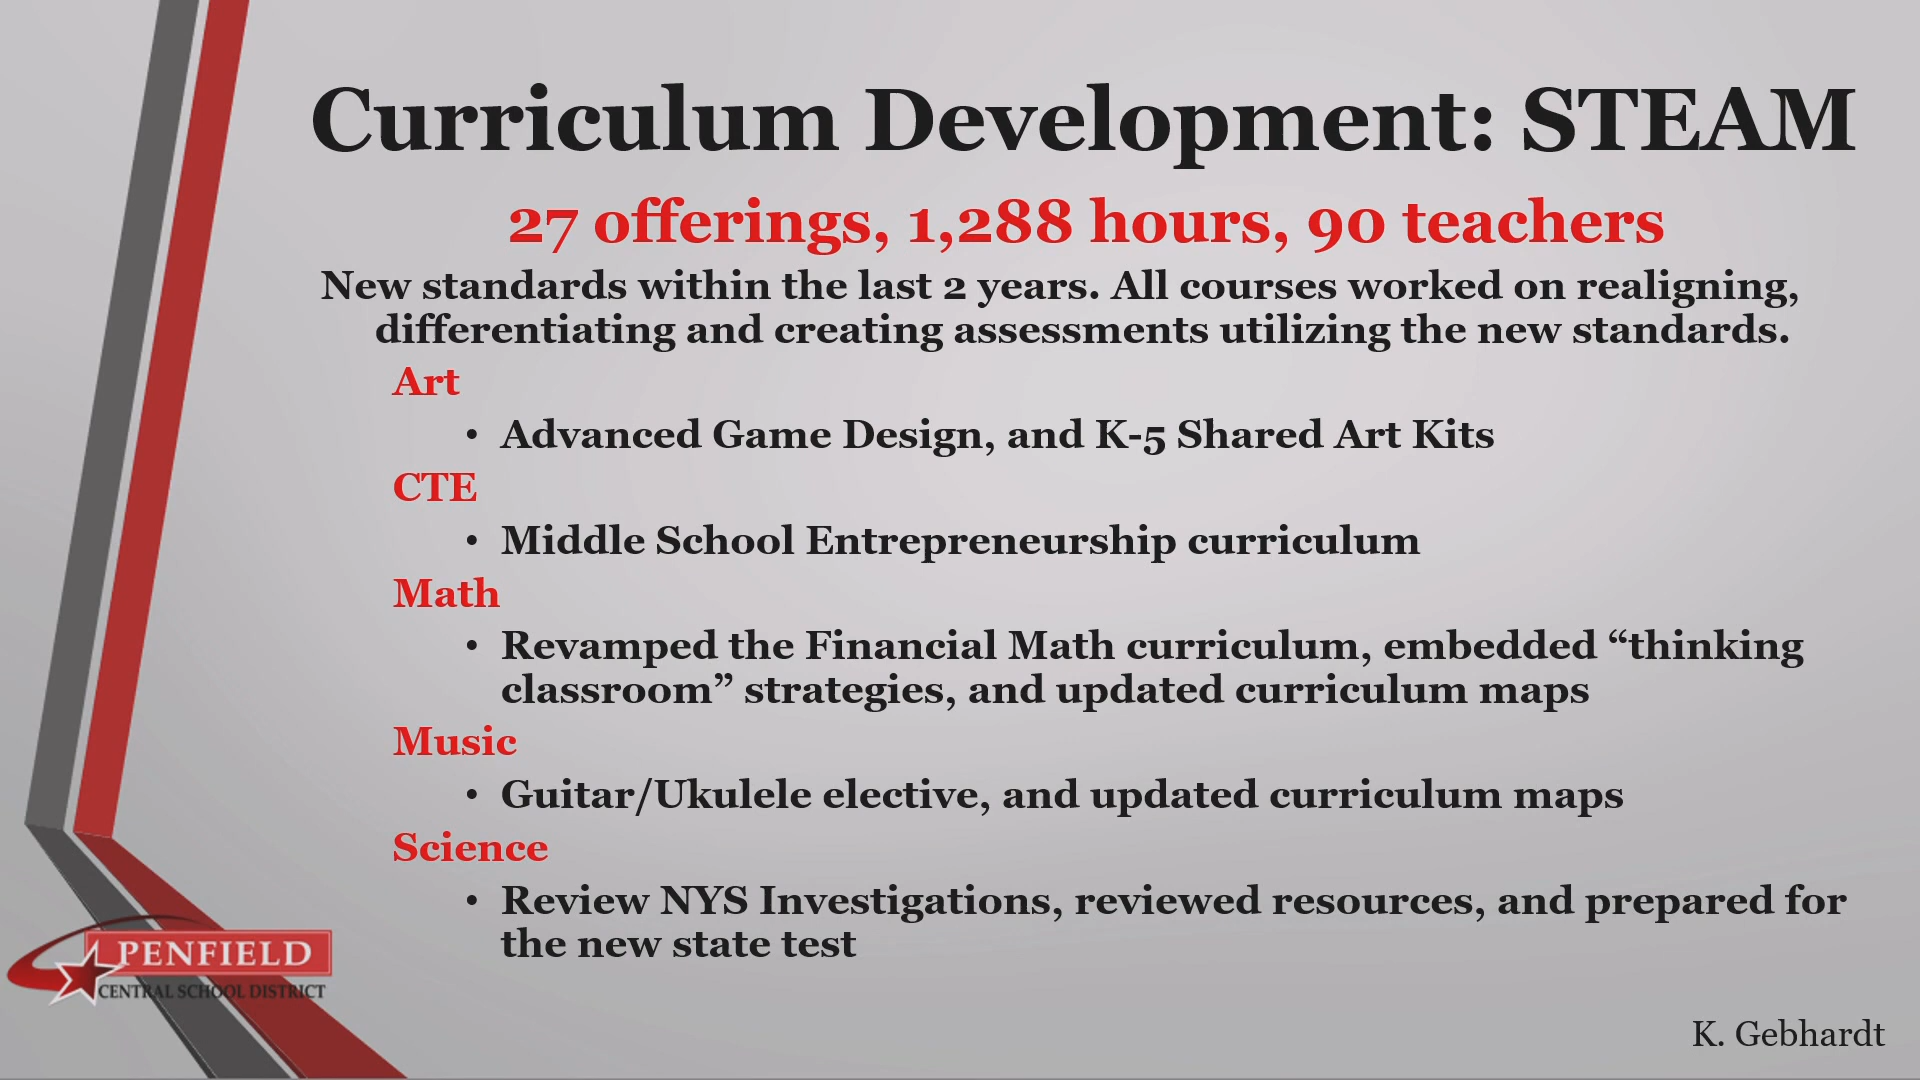 Curriculum Development: STEAM
27 offerings, 1,288 hours, 90 teachers
New standards within the last 2 years. All courses worked on realigning,
differentiating and creating assessments utilizing the new standards.
Art
• Advanced Game Design, and K-5 Shared Art Kits
CTE
• Middle School Entrepreneurship curriculum
Math
• Revamped the Financial Math curriculum, embedded “thinking
classroom” strategies, and updated curriculum maps
Music
• Guitar/Ukulele elective, and updated curriculum maps
Science
• Review NYS Investigations, reviewed resources, and prepared for
the new state test
PENFIELD
CENTRAL SCHOOL DISTRICT
K. Gebhardt